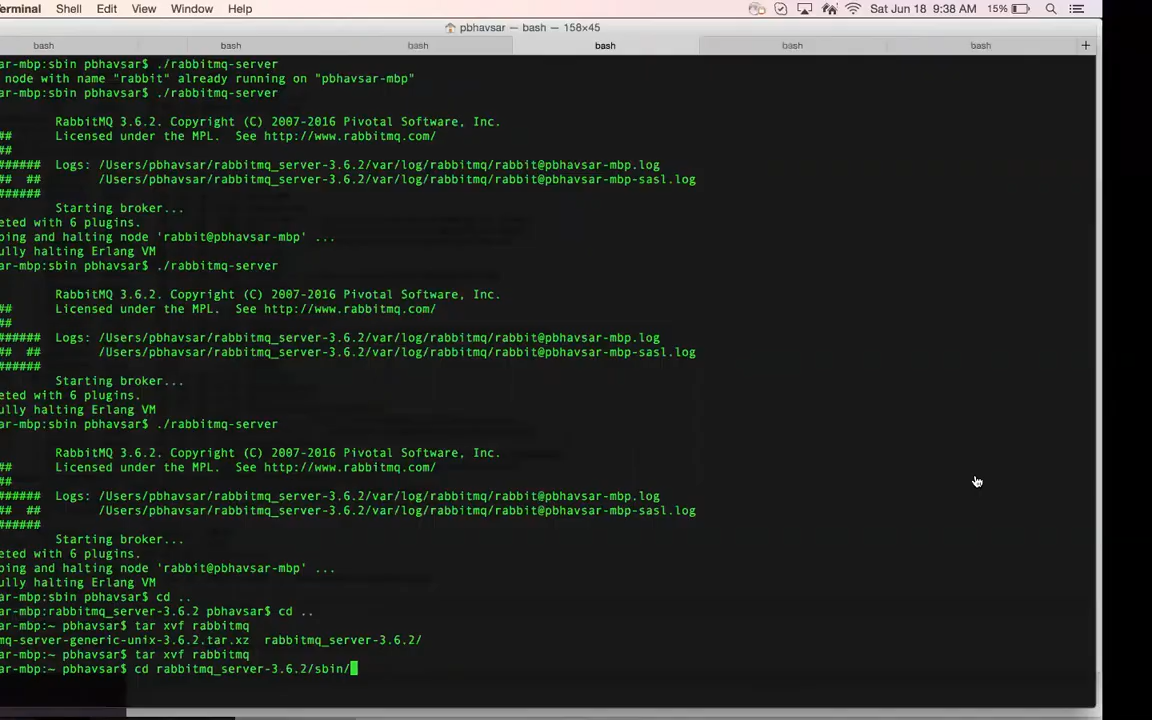 erminal Shell Edit View Window Help Sat Jun 18 9:38 AM 15%
pbhavsar — bash — 158×45
bash bash bash bash bash bash +
ar-mbp:sbin pbhavsar$ ./rabbitmq-server
node with name "rabbit" already running on "pbhavsar-mbp"
ar-mbp:sbin pbhavsar$ ./rabbitmq-server
RabbitMQ 3.6.2. Copyright (C) 2007-2016 Pivotal Software, Inc.
## Licensed under the MPL. See http://www.rabbitmq.com/
##
###### Logs: /Users/pbhavsar/rabbitmq_server-3.6.2/var/log/rabbitmq/rabbit@pbhavsar-mbp.log
## ## /Users/pbhavsar/rabbitmq_server-3.6.2/var/log/rabbitmq/rabbit@pbhavsar-mbp-sasl.log
######
Starting broker...
eted with 6 plugins.
ping and halting node 'rabbit@pbhavsar-mbp' ...
ully halting Erlang VM
ar-mbp:sbin pbhavsar$ ./rabbitmq-server
RabbitMQ 3.6.2. Copyright (C) 2007-2016 Pivotal Software, Inc.
## Licensed under the MPL. See http://www.rabbitmq.com/
##
###### Logs: /Users/pbhavsar/rabbitmq_server-3.6.2/var/log/rabbitmq/rabbit@pbhavsar-mbp.log
## ## /Users/pbhavsar/rabbitmq_server-3.6.2/var/log/rabbitmq/rabbit@pbhavsar-mbp-sasl.log
######
Starting broker...
eted with 6 plugins.
ully halting Erlang VM
ar-mbp:sbin pbhavsar$ ./rabbitmq-server
RabbitMQ 3.6.2. Copyright (C) 2007-2016 Pivotal Software, Inc.
## Licensed under the MPL. See http://www.rabbitmq.com/
##
###### Logs: /Users/pbhavsar/rabbitmq_server-3.6.2/var/log/rabbitmq/rabbit@pbhavsar-mbp.log
## ## /Users/pbhavsar/rabbitmq_server-3.6.2/var/log/rabbitmq/rabbit@pbhavsar-mbp-sasl.log
######
Starting broker...
eted with 6 plugins.
ping and halting node 'rabbit@pbhavsar-mbp' ...
ully halting Erlang VM
ar-mbp:sbin pbhavsar$ cd ..
ar-mbp:rabbitmq_server-3.6.2 pbhavsar$ cd ..
ar-mbp:~ pbhavsar$ tar xvf rabbitmq
mq-server-generic-unix-3.6.2.tar.xz rabbitmq_server-3.6.2/
ar-mbp:~ pbhavsar$ tar xvf rabbitmq
ar-mbp:~ pbhavsar$ cd rabbitmq_server-3.6.2/sbin/